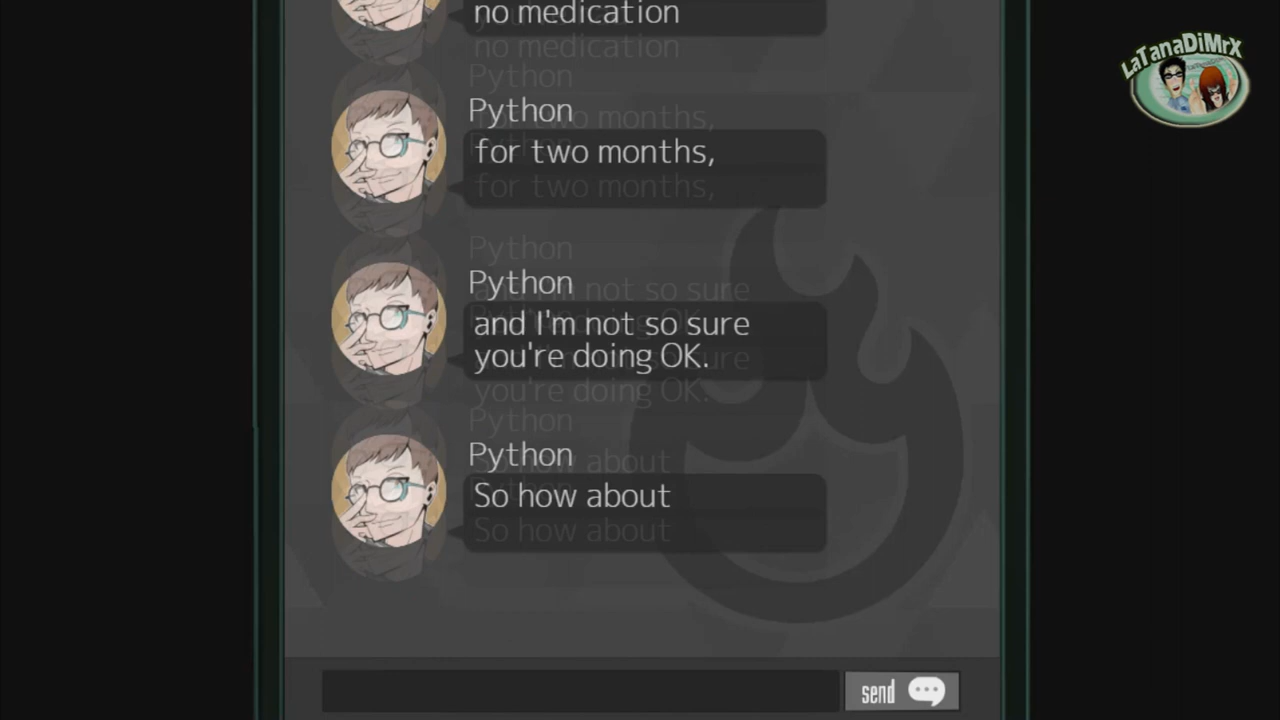 LaTanaDiMrX
no medication
Python
for two months,
Python
and I'm not so sure
you're doing OK.
Python
So how about
send